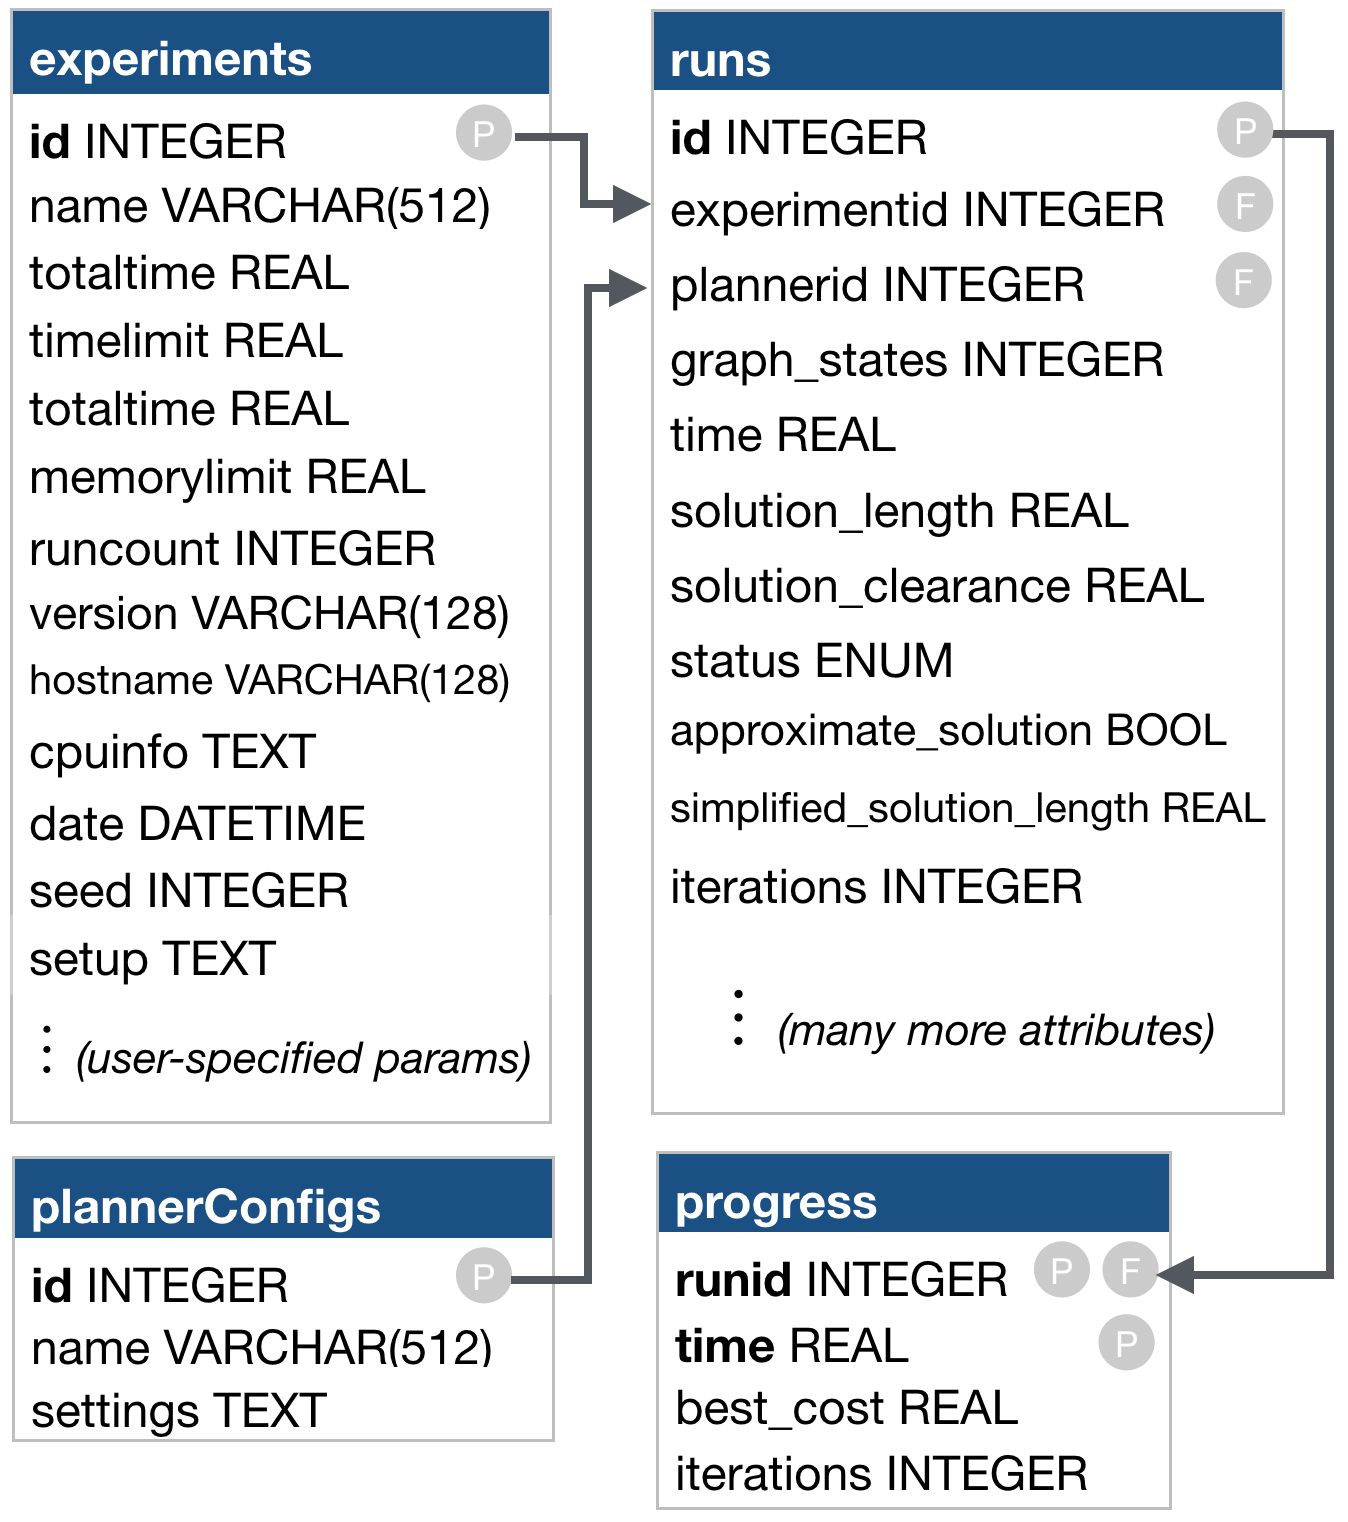 experiments
id INTEGER P
name VARCHAR(512)
totaltime REAL
timelimit REAL
totaltime REAL
memorylimit REAL
runcount INTEGER
version VARCHAR(128)
hostname VARCHAR(128)
cpuinfo TEXT
date DATETIME
seed INTEGER
setup TEXT
⋮ (user-specified params)
runs
id INTEGER P
experimentid INTEGER F
plannerid INTEGER F
graph_states INTEGER
time REAL
solution_length REAL
solution_clearance REAL
status ENUM
approximate_solution BOOL
simplified_solution_length REAL
iterations INTEGER
⋮ (many more attributes)
plannerConfigs
id INTEGER P
name VARCHAR(512)
settings TEXT
progress
runid INTEGER P F
time REAL P
best_cost REAL
iterations INTEGER